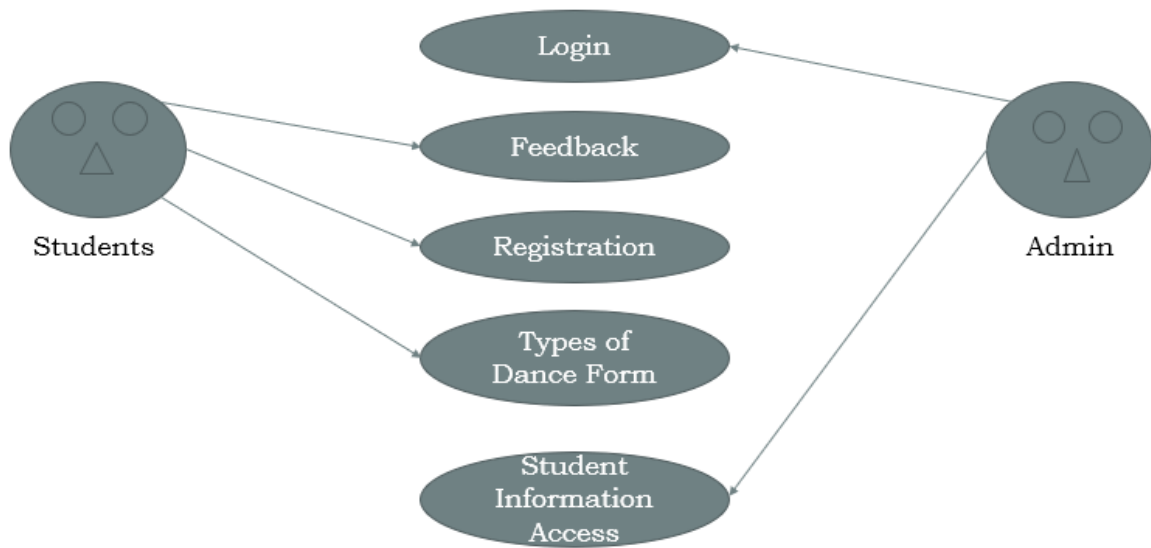 Login
Feedback
Students
Registration
Admin
Types of
Dance Form
Student
Information
Access